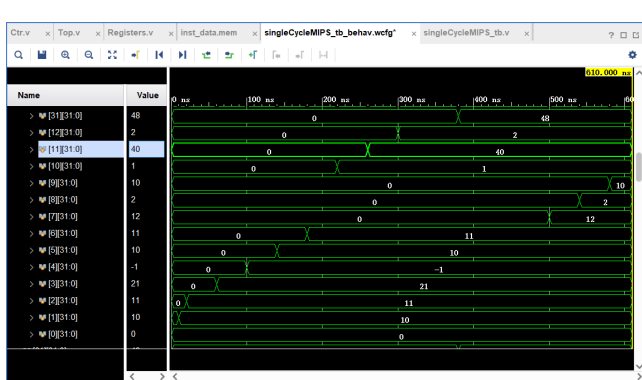 Ctr.v × Top.v × Registers.v × inst_data.mem × singleCycleMIPS_tb_behav.wcfg* × singleCycleMIPS_tb.v ×
610.000 ns
Name Value 0 ns 100 ns 200 ns 300 ns 400 ns 500 ns 60
[31][31:0] 48 0 48
[12][31:0] 2 0 2
[11][31:0] 40 0 40
[10][31:0] 1 0 1
[9][31:0] 10 0 10
[8][31:0] 2 0 2
[7][31:0] 12 0 12
[6][31:0] 11 0 11
[5][31:0] 10 0 10
[4][31:0] -1 0 -1
[3][31:0] 21 0 21
[2][31:0] 11 0 11
[1][31:0] 10 10
[0][31:0] 0 0